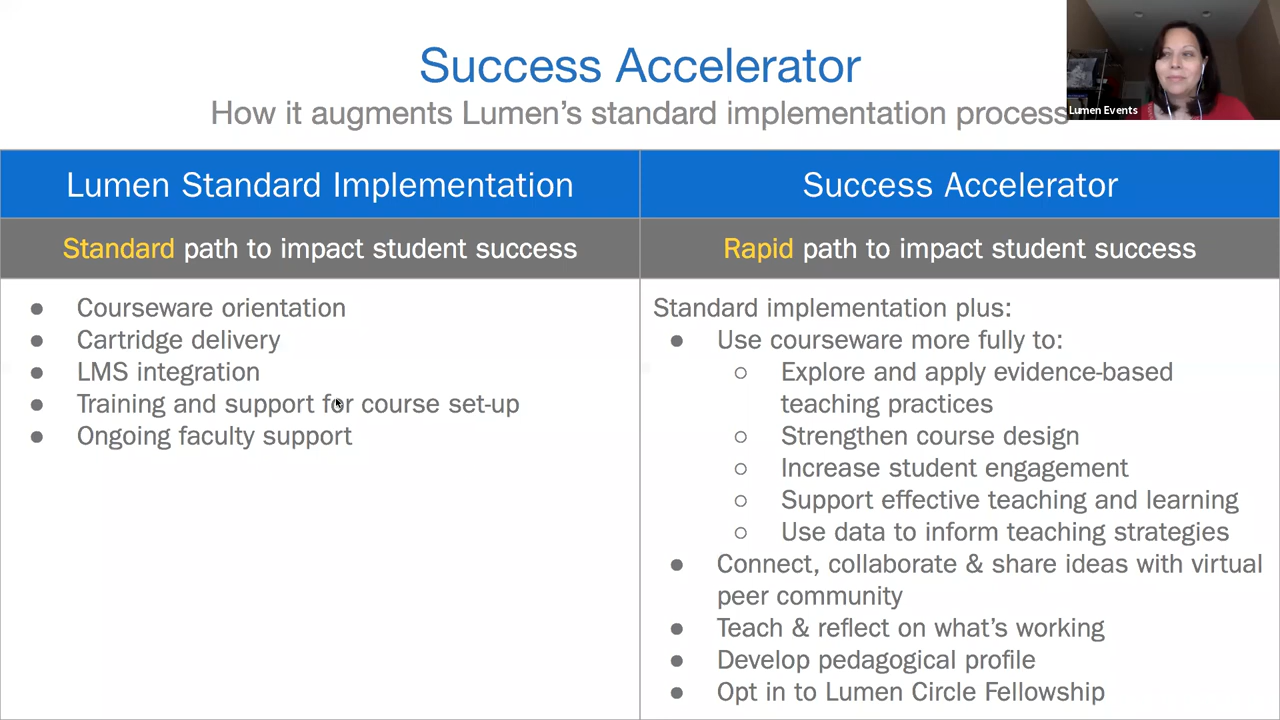 Success Accelerator
How it augments Lumen's standard implementation process
Lumen Events
Lumen Standard Implementation
Success Accelerator
Standard path to impact student success
Rapid path to impact student success
● Courseware orientation
● Cartridge delivery
● LMS integration
● Training and support for course set-up
● Ongoing faculty support
Standard implementation plus:
● Use courseware more fully to:
○ Explore and apply evidence-based
teaching practices
○ Strengthen course design
○ Increase student engagement
○ Support effective teaching and learning
○ Use data to inform teaching strategies
● Connect, collaborate & share ideas with virtual
peer community
● Teach & reflect on what's working
● Develop pedagogical profile
● Opt in to Lumen Circle Fellowship